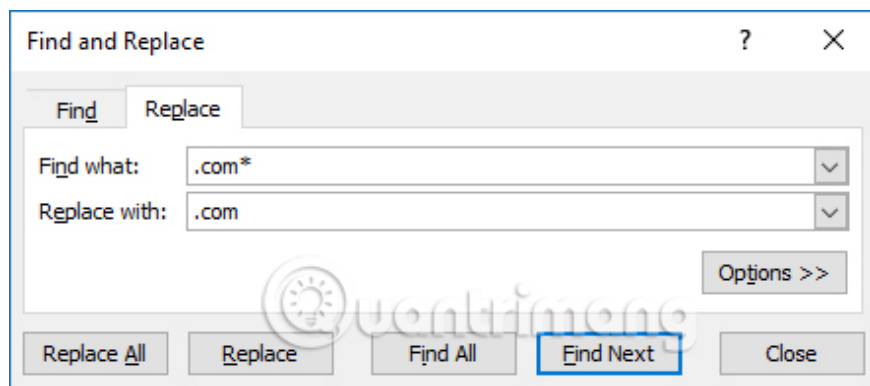 Find and Replace ?
Find Replace
Find what: .com*
Replace with: .com
Options >>
Quantrimang
Replace All Replace Find All Find Next Close